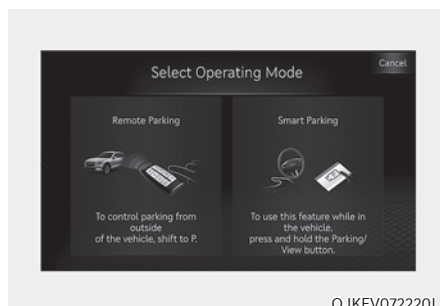 Cancel
Select Operating Mode
Remote Parking
To control parking from
outside
of the vehicle, shift to P.
Smart Parking
To use this feature while in
the vehicle,
press and hold the Parking/
View button.